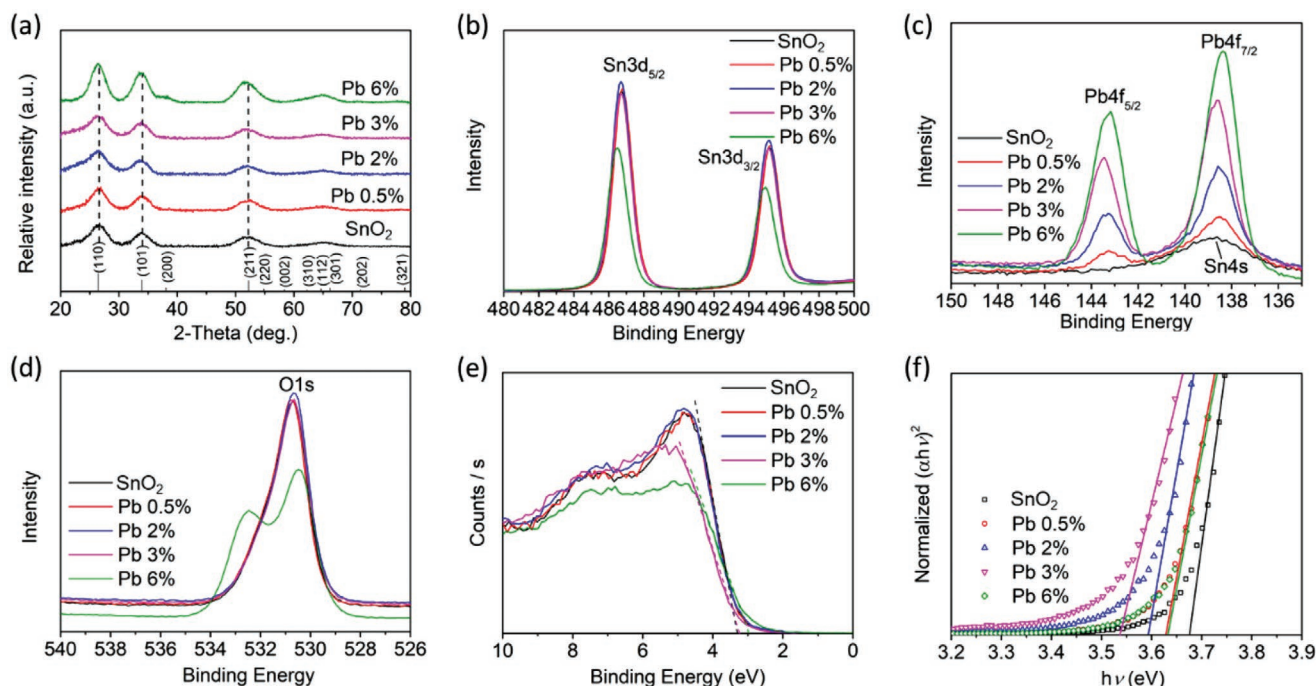 (a)
Relative intensity (a.u.)
Pb 6%
Pb 3%
Pb 2%
Pb 0.5%
SnO₂
(110)
(101)
(200)
(211)
(220)
(002)
(310)
(112)
(301)
(202)
(321)
20 30 40 50 60 70 80
2-Theta (deg.)
(b)
Intensity
Sn3d₅/₂
Sn3d₃/₂
SnO₂
Pb 0.5%
Pb 2%
Pb 3%
Pb 6%
480 482 484 486 488 490 492 494 496 498 500
Binding Energy
(c)
Intensity
Pb4f₇/₂
Pb4f₅/₂
SnO₂
Pb 0.5%
Pb 2%
Pb 3%
Pb 6%
Sn4s
150 148 146 144 142 140 138 136
Binding Energy
(d)
Intensity
O1s
SnO₂
Pb 0.5%
Pb 2%
Pb 3%
Pb 6%
540 538 536 534 532 530 528 526
Binding Energy
(e)
Counts / s
SnO₂
Pb 0.5%
Pb 2%
Pb 3%
Pb 6%
10 8 6 4 2 0
Binding Energy (eV)
(f)
Normalized (αhν)²
SnO₂
Pb 0.5%
Pb 2%
Pb 3%
Pb 6%
3.2 3.3 3.4 3.5 3.6 3.7 3.8 3.9
hν (eV)